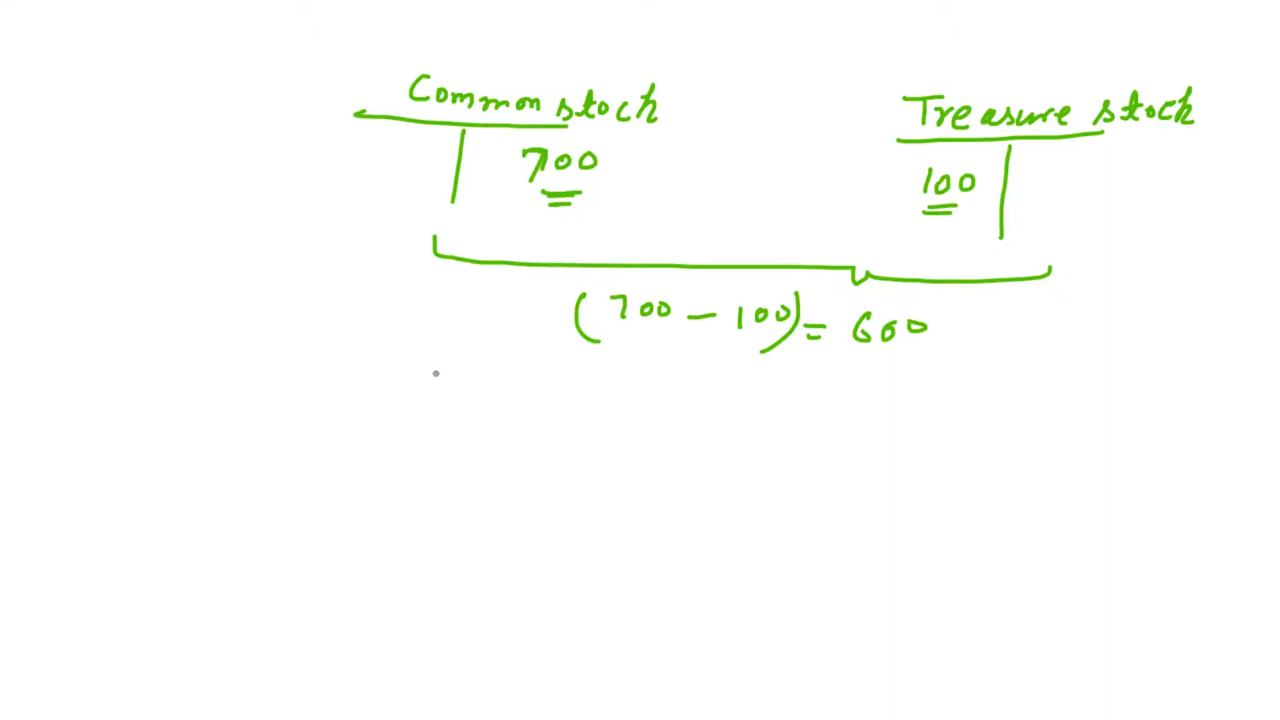 Common stock
Treasure stock
700
100
(700 - 100) = 600